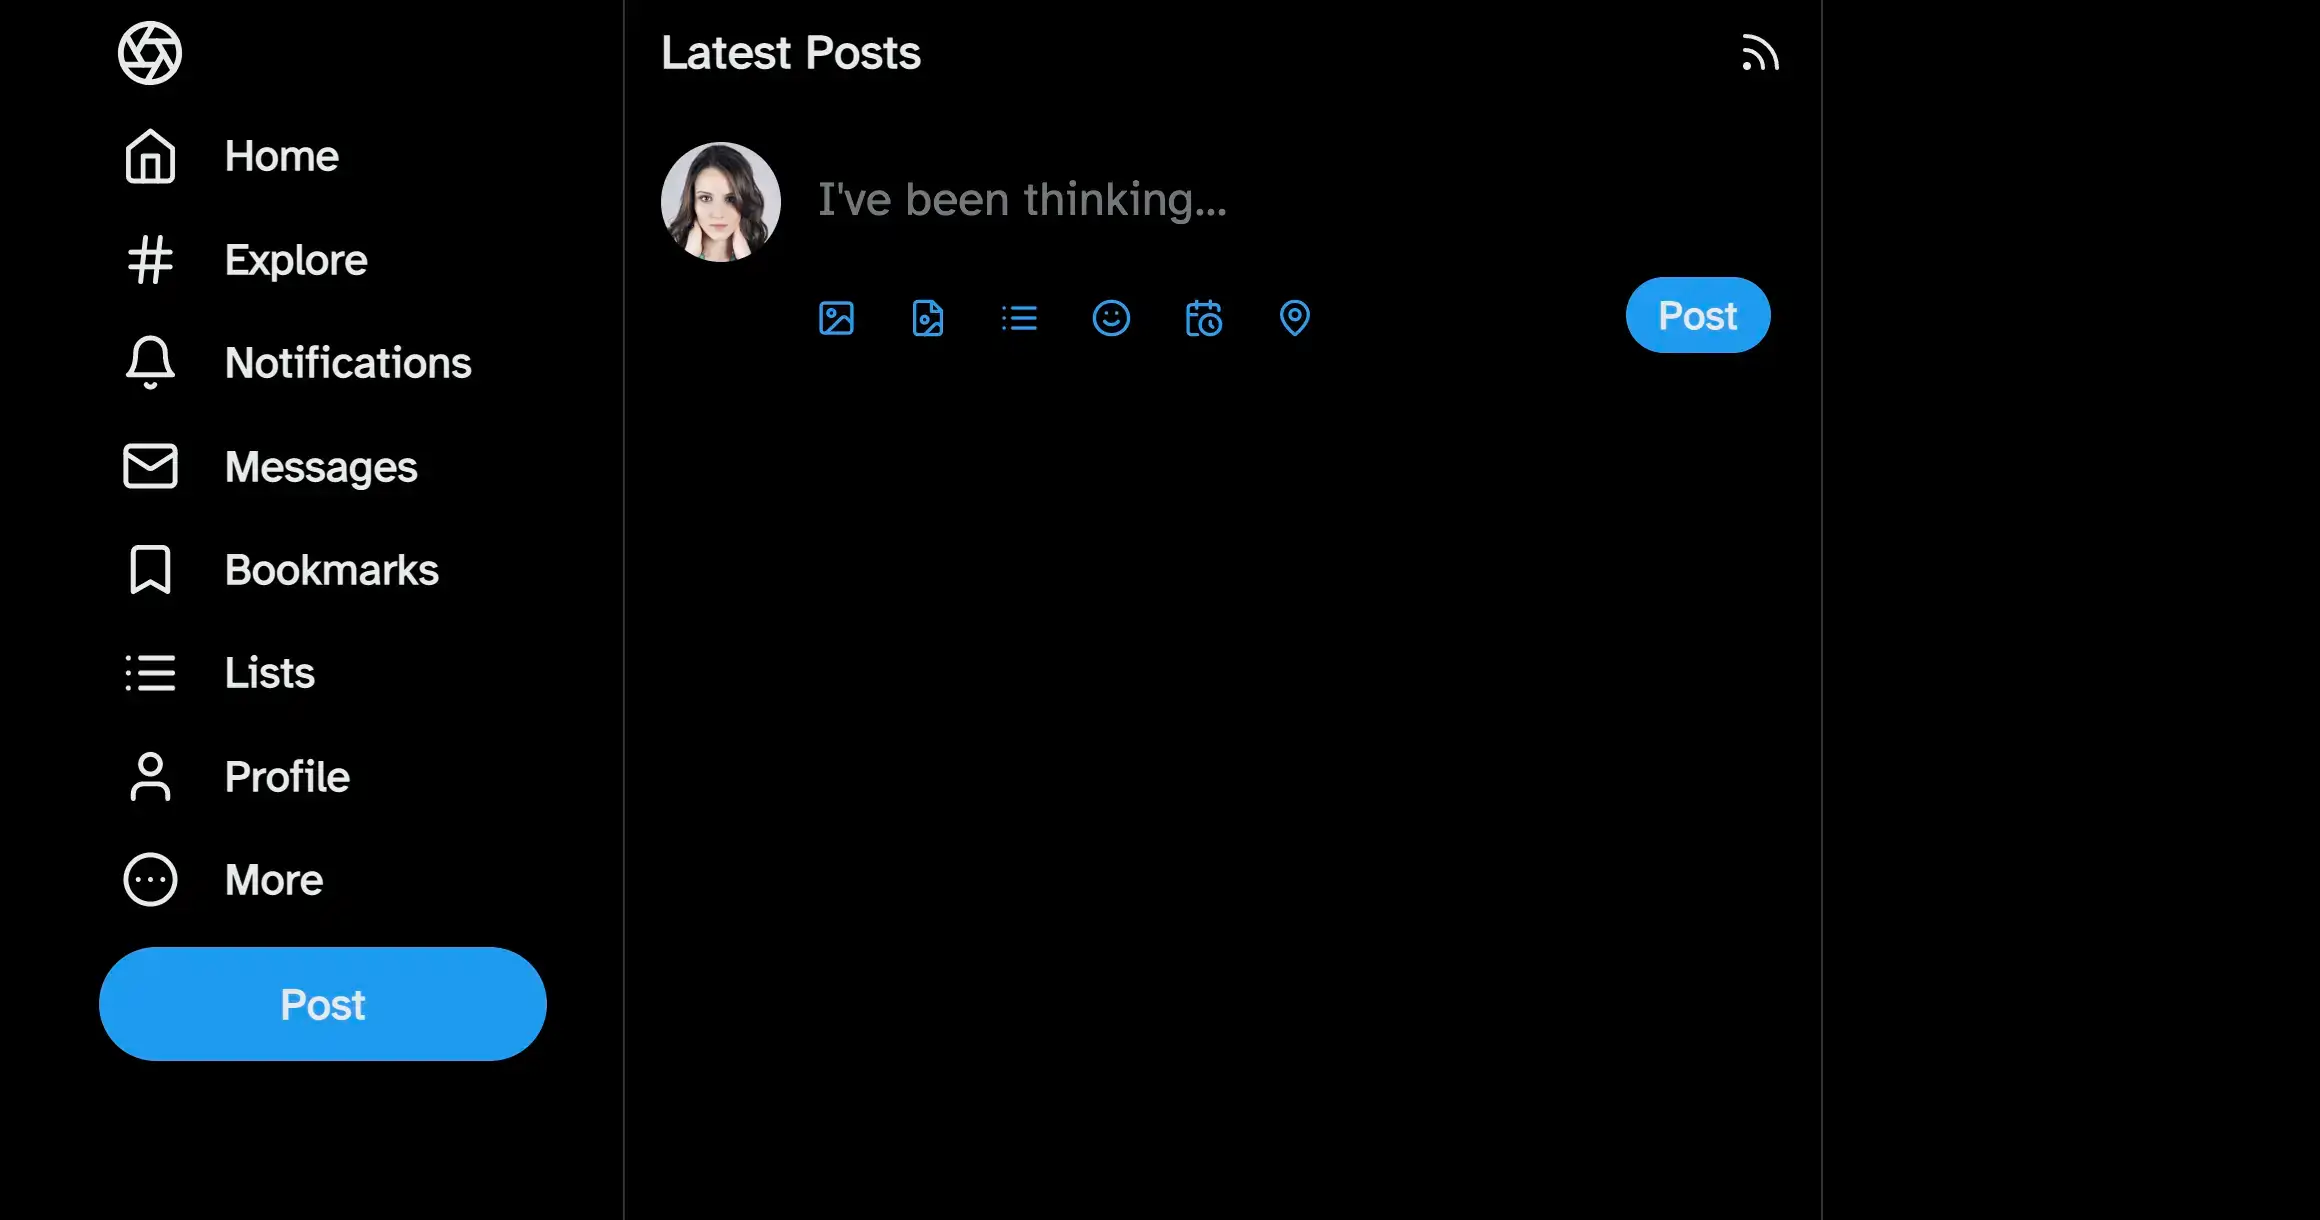 Home
Explore
Notifications
Messages
Bookmarks
Lists
Profile
More
Post
Latest Posts
I've been thinking...
Post